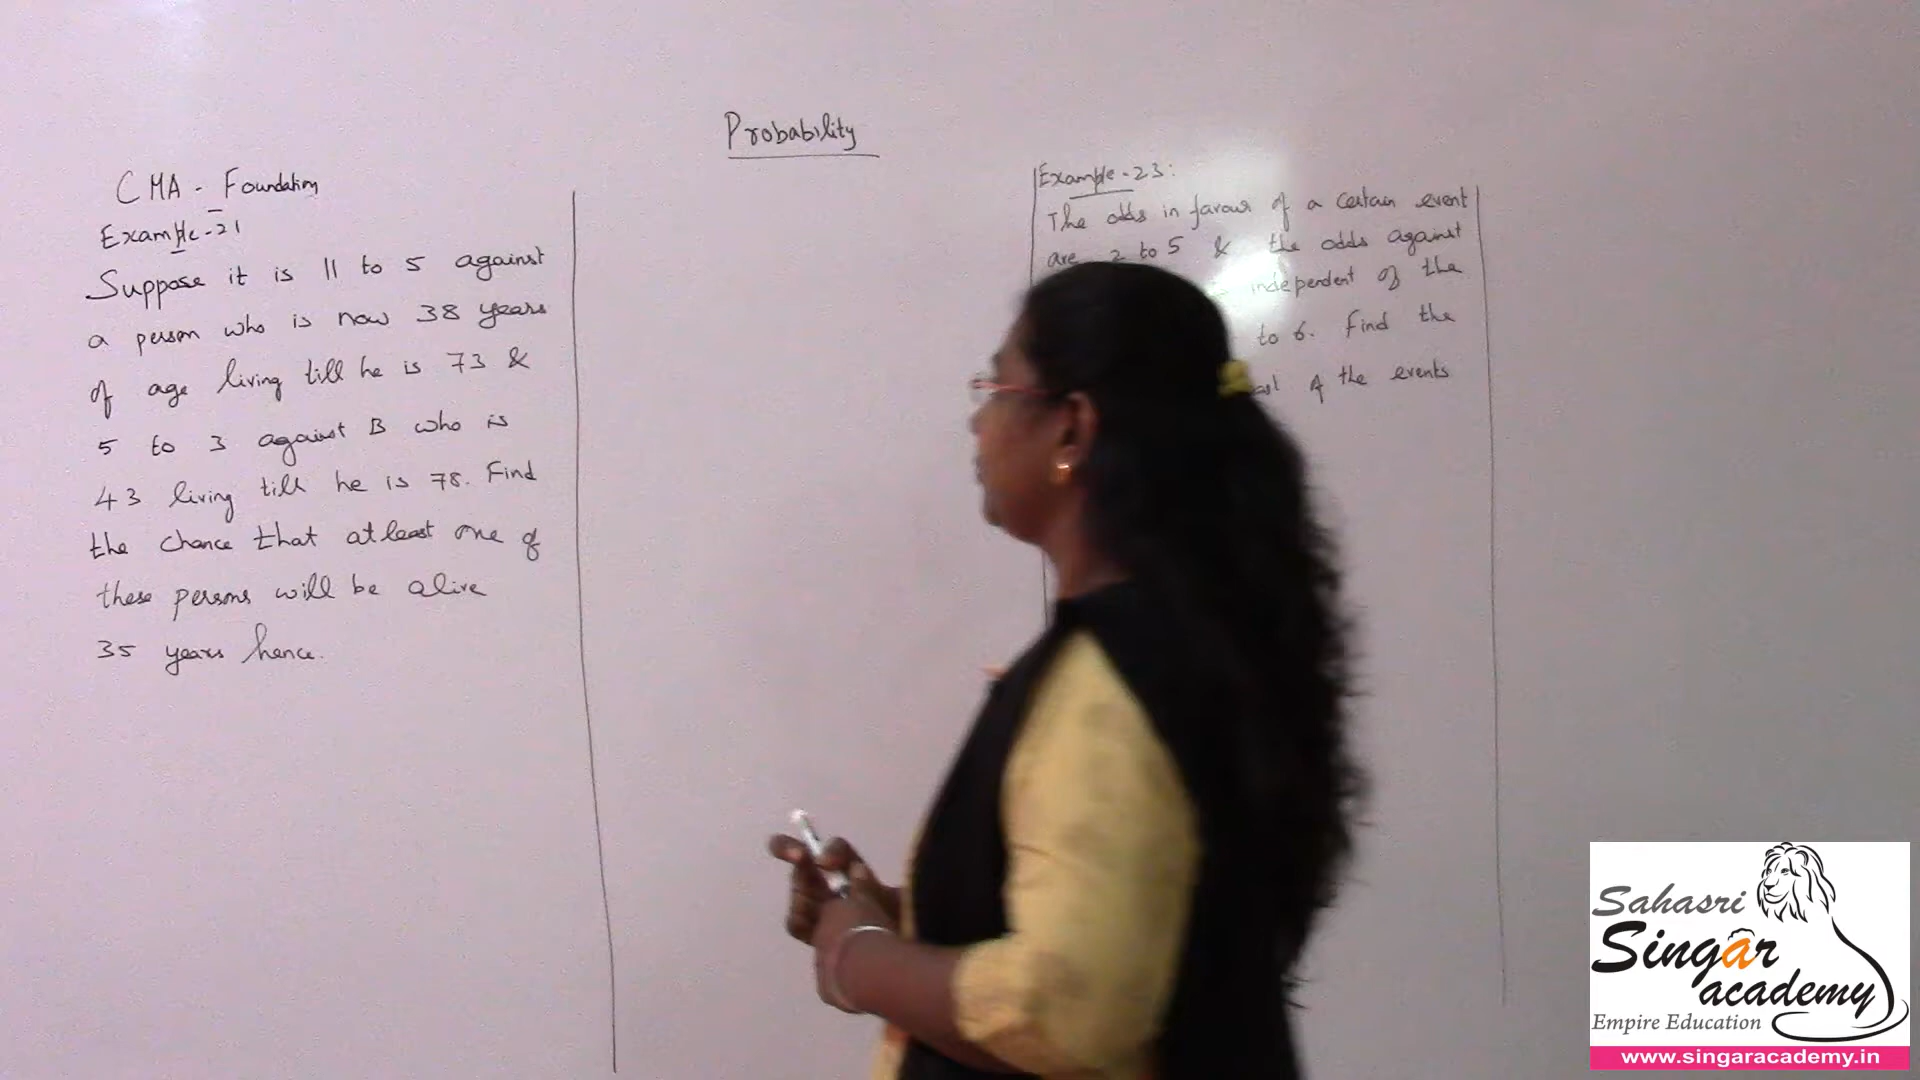 Probability
CMA - Foundation
Example-21
Suppose it is 11 to 5 against
a person who is now 38 years
of age living till he is 73 &
5 to 3 against B who is
43 living till he is 78. Find
the chance that atleast one of
these persons will be alive
35 years hence.
Example-23:
The odds in favour of a certain event
are 2 to 5 & the odds against
independent of the
to 6. Find the
of the events
Sahasri
Singar
academy
Empire Education
www.singaracademy.in